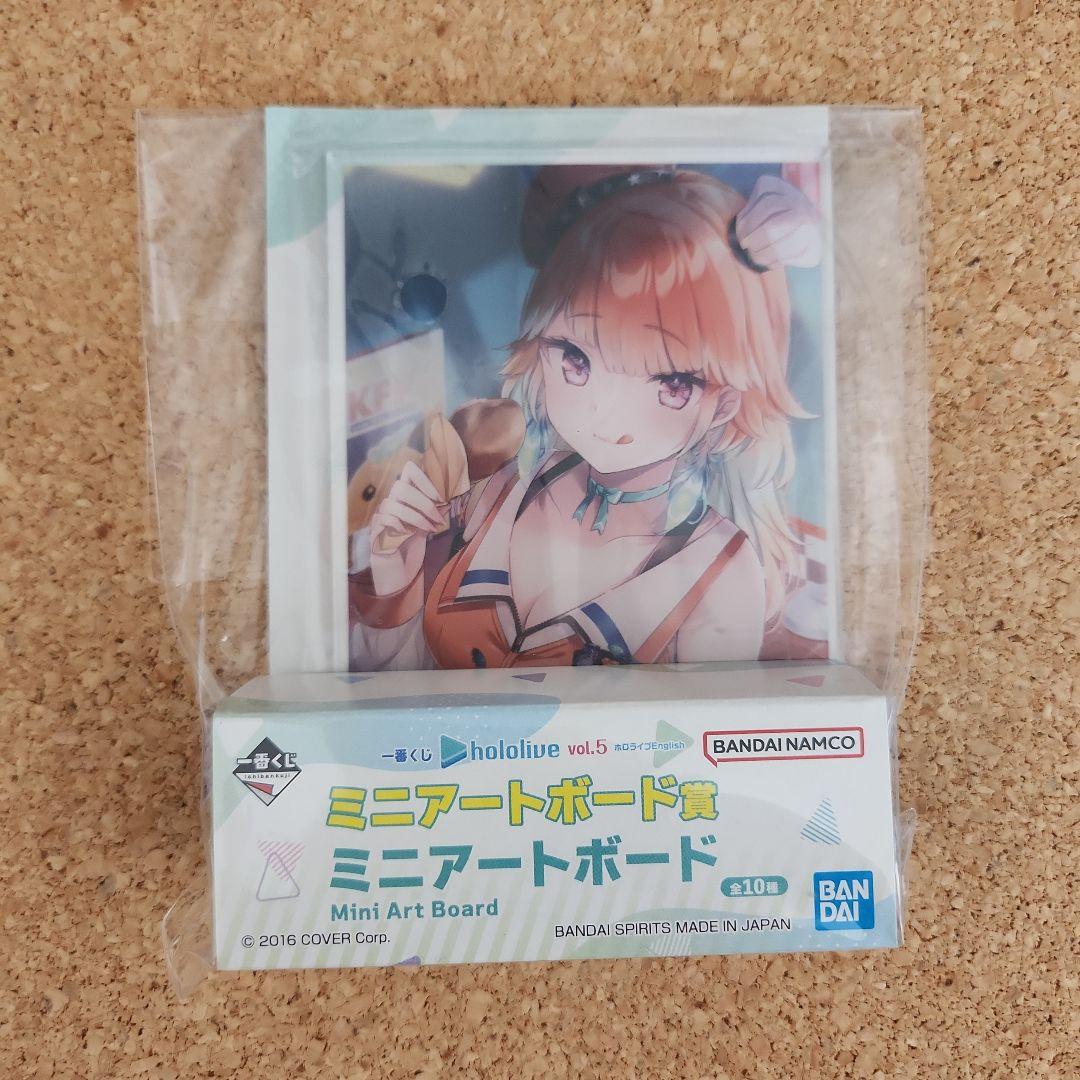 KF
一番くじ
ichibankuji
一番くじ hololive vol.5 ホロライブEnglish
BANDAI NAMCO
ミニアートボード賞
ミニアートボード
全10種
Mini Art Board
BAN
DAI
© 2016 COVER Corp.
BANDAI SPIRITS MADE IN JAPAN